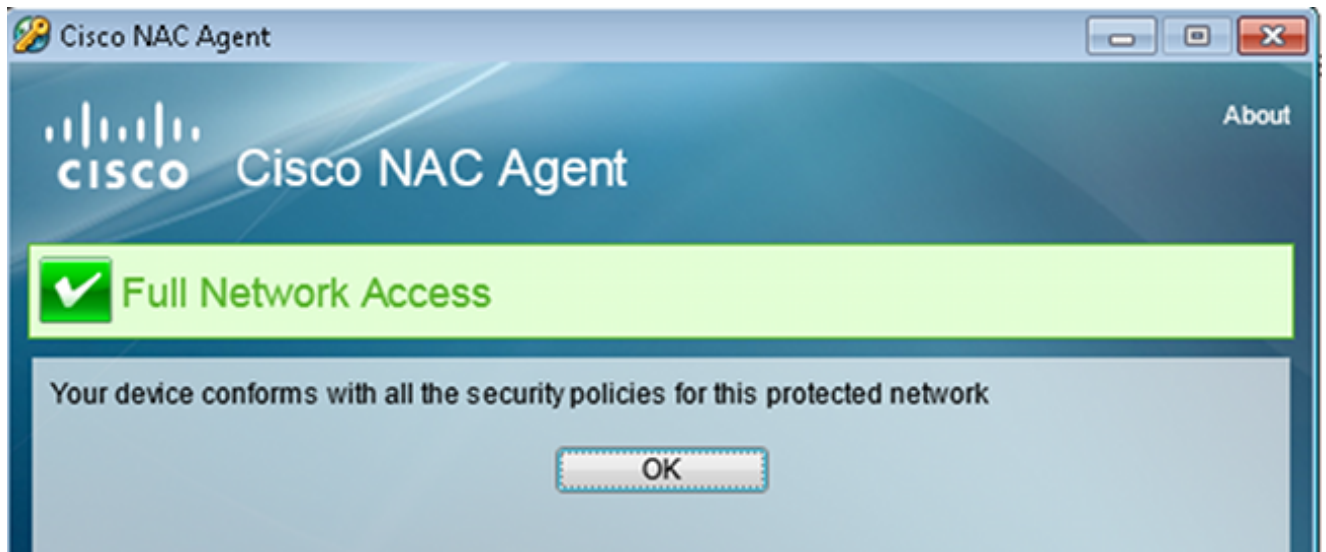 Cisco NAC Agent
About
CISCO Cisco NAC Agent
Full Network Access
Your device conforms with all the security policies for this protected network
OK